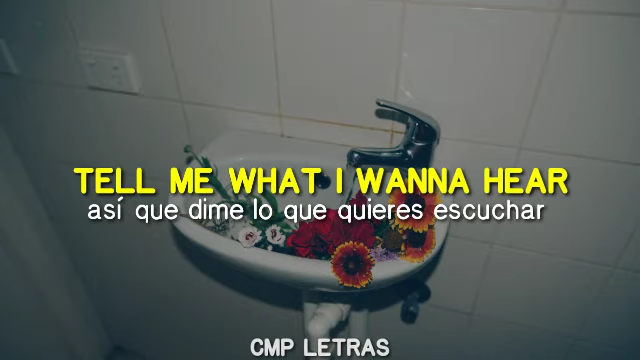 TELL ME WHAT I WANNA HEAR
así que dime lo que quieres escuchar
CMP LETRAS